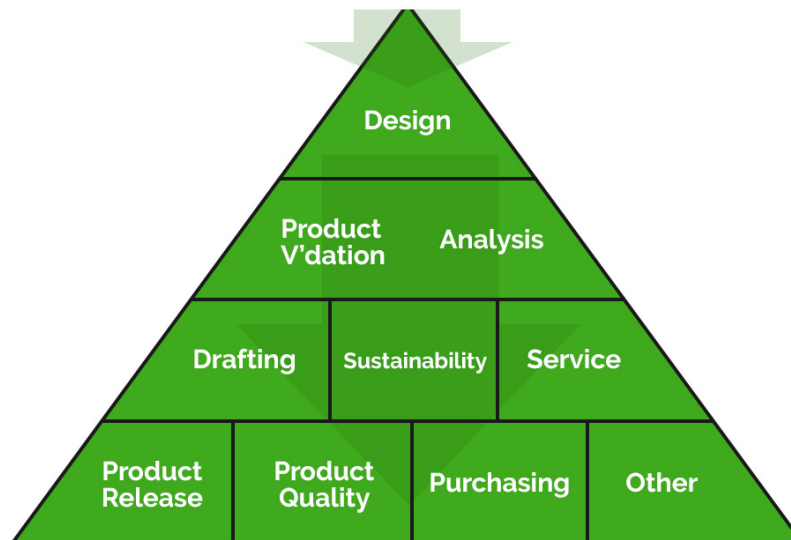 Design
Product
V'dation
Analysis
Drafting
Sustainability
Service
Product
Release
Product
Quality
Purchasing
Other